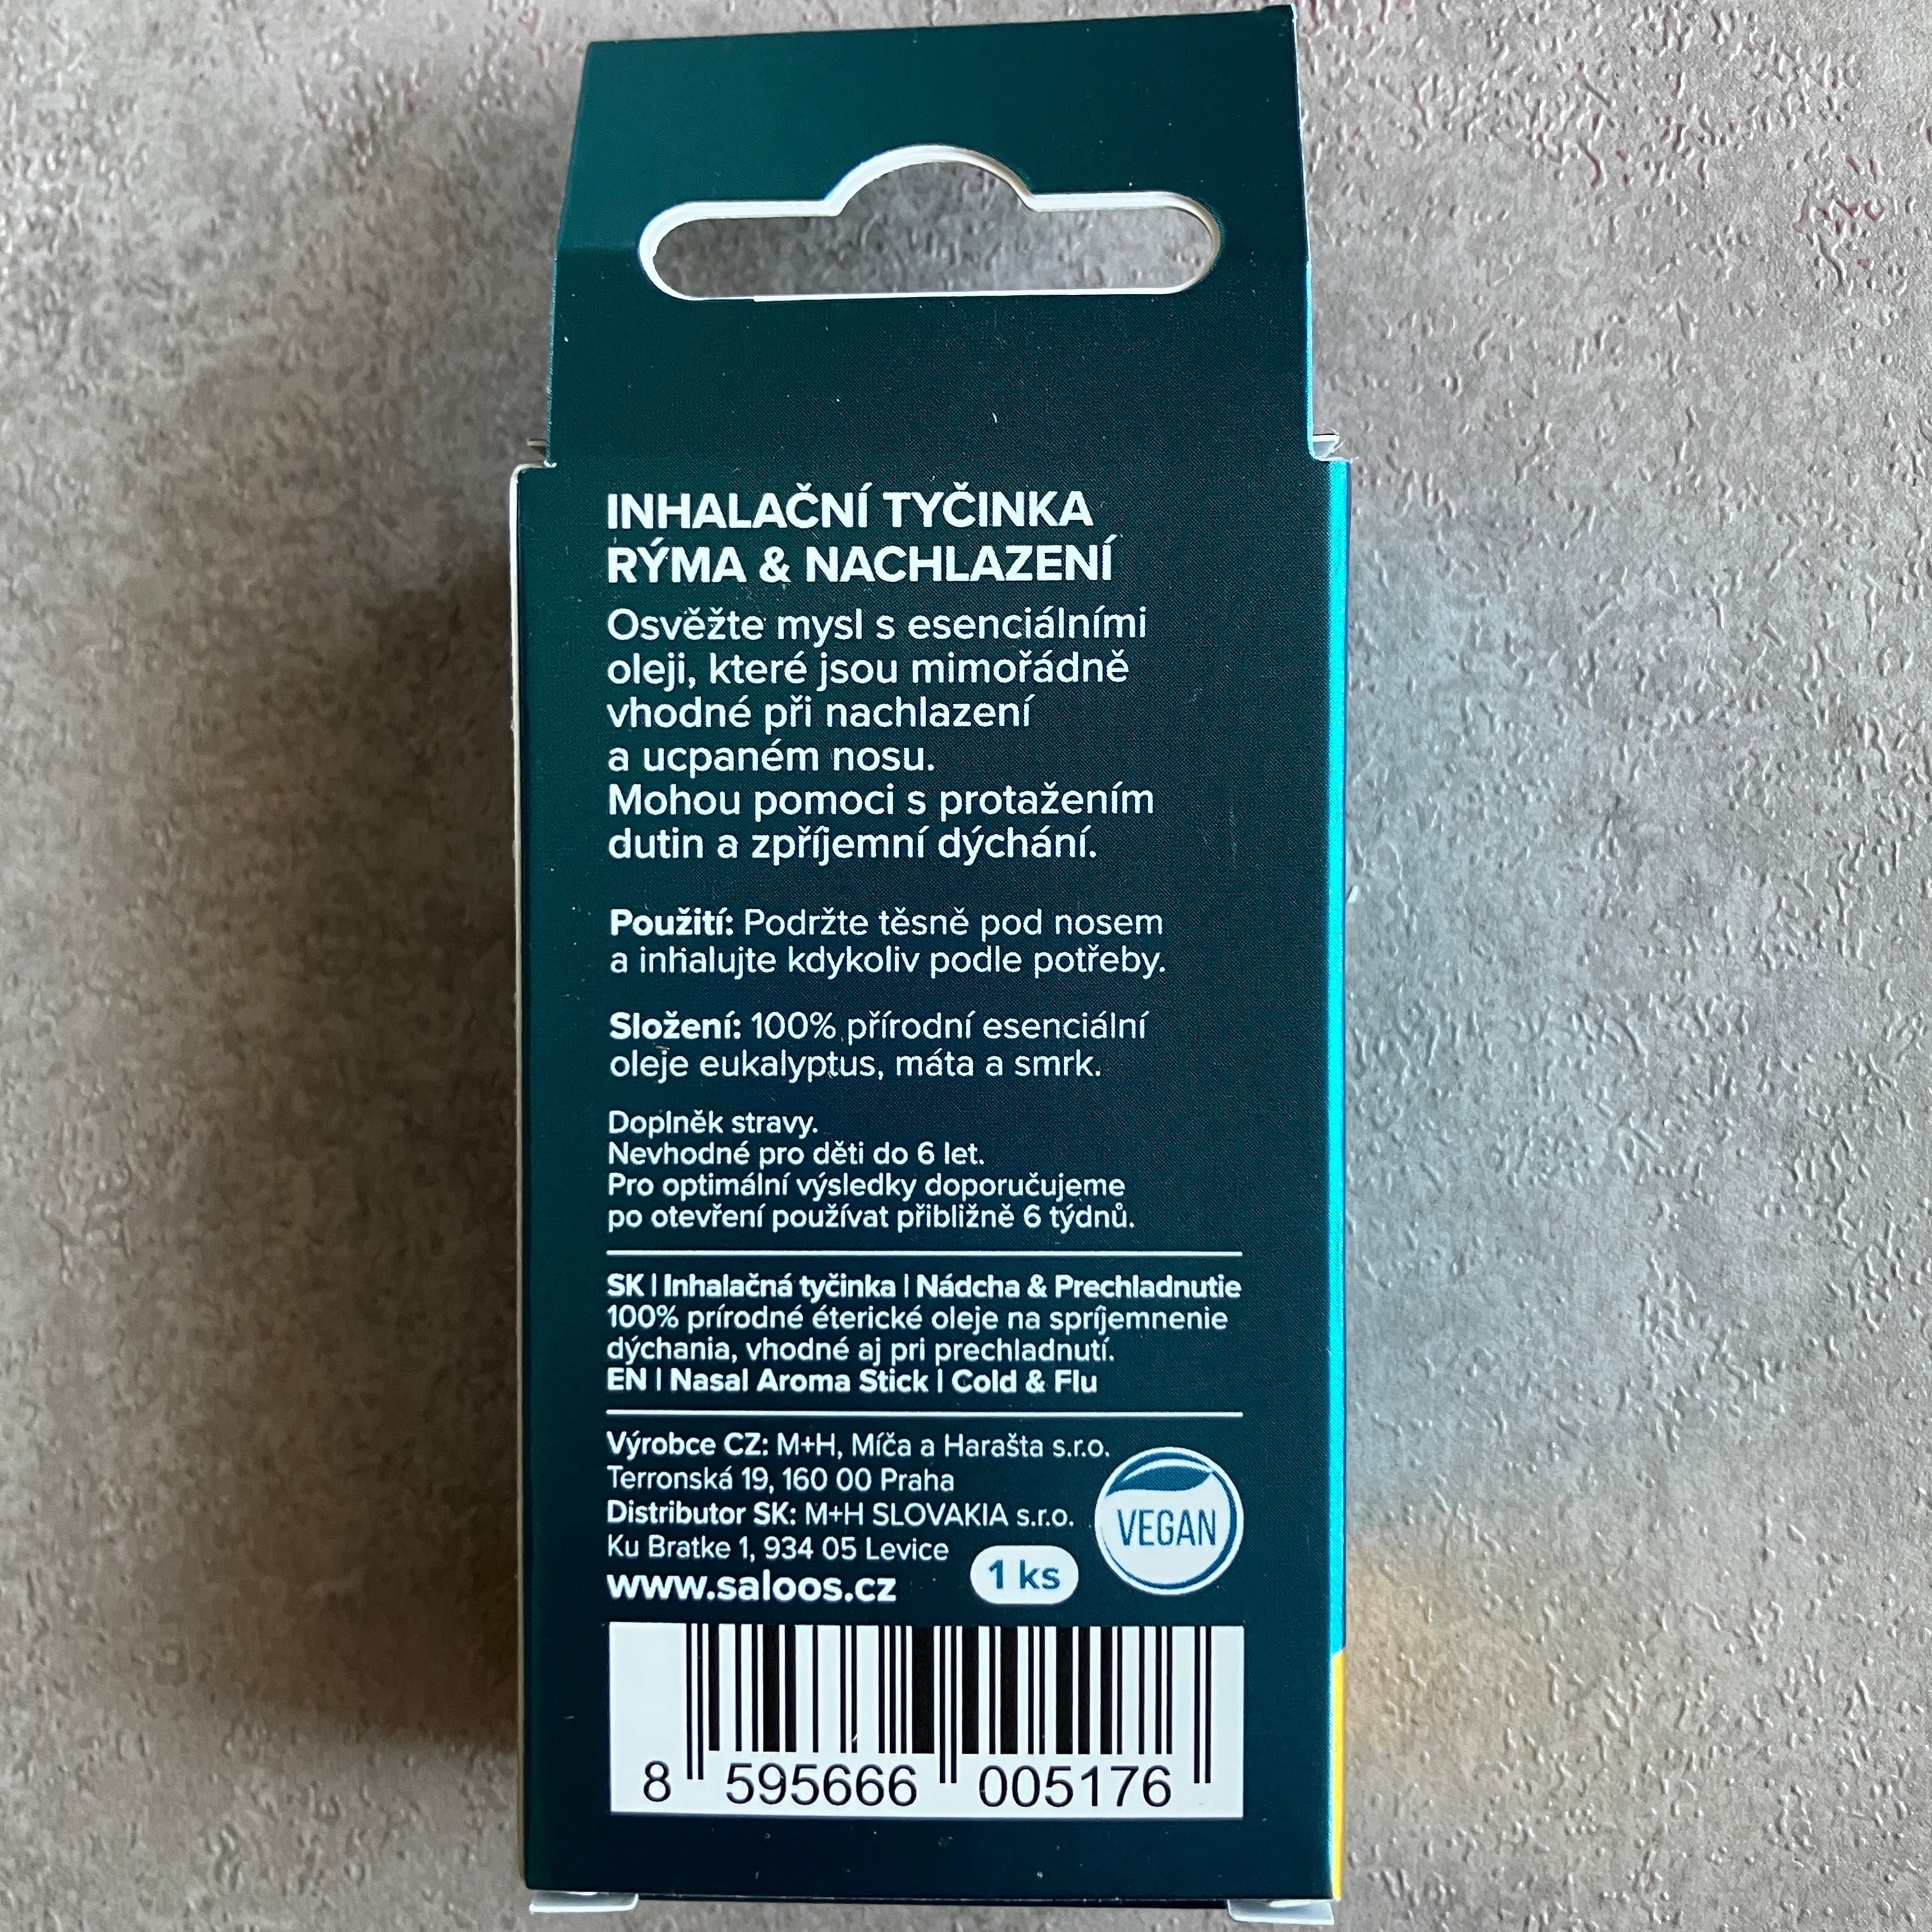 INHALAČNÍ TYČINKA
RÝMA & NACHLAZENÍ
Osvěžte mysl s esenciálními
oleji, které jsou mimořádně
vhodné při nachlazení
a ucpaném nosu.
Mohou pomoci s protažením
dutin a zpříjemní dýchání.
Použití: Podržte těsně pod nosem
a inhalujte kdykoliv podle potřeby.
Složení: 100% přírodní esenciální
oleje eukalyptus, máta a smrk.
Doplněk stravy.
Nevhodné pro děti do 6 let.
Pro optimální výsledky doporučujeme
po otevření používat přibližně 6 týdnů.
SK | Inhalačná tyčinka | Nádcha & Prechladnutie
100% prírodné éterické oleje na spríjemnenie
dýchania, vhodné aj pri prechladnutí.
EN | Nasal Aroma Stick | Cold & Flu
Výrobce CZ: M+H, Míča a Harašta s.r.o.
Terronská 19, 160 00 Praha
Distributor SK: M+H SLOVAKIA s.r.o.
Ku Bratke 1, 934 05 Levice
www.saloos.cz
1 ks
VEGAN
8 595666 005176